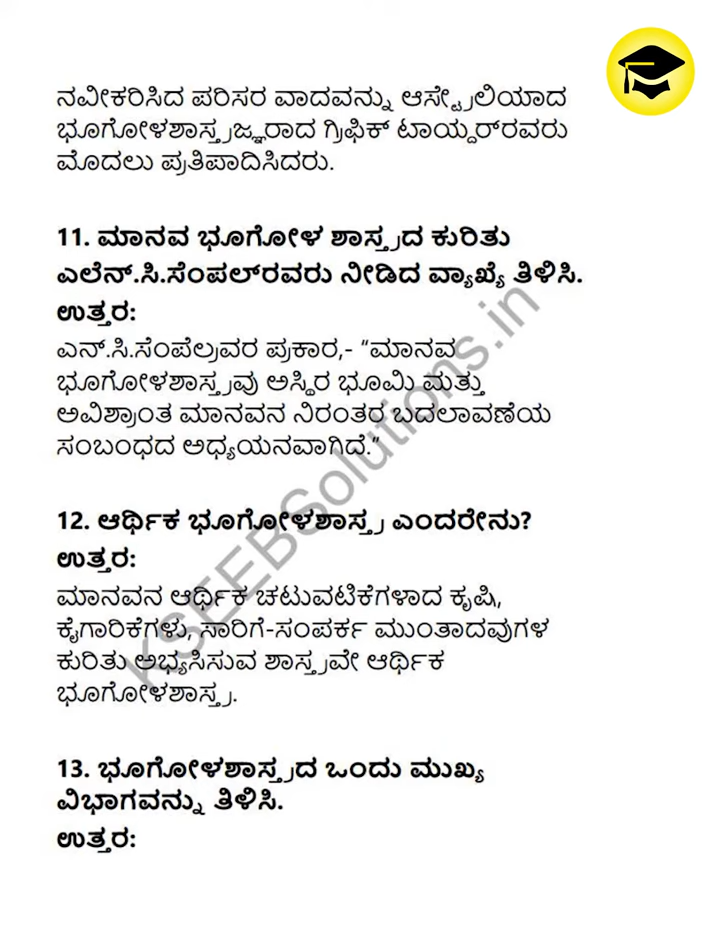 ನವೀಕರಿಸಿದ ಪರಿಸರ ವಾದವನ್ನು ಆಸ್ಟ್ರೇಲಿಯಾದ
ಭೂಗೋಳಶಾಸ್ತ್ರಜ್ಞರಾದ ಗ್ರಿಫಿಕ್ ಟಾಯ್ಲರ್‌ರವರು
ಮೊದಲು ಪ್ರತಿಪಾದಿಸಿದರು.
11. ಮಾನವ ಭೂಗೋಳ ಶಾಸ್ತ್ರದ ಕುರಿತು
ಎಲೆನ್.ಸಿ.ಸೆಂಪಲ್‌ರವರು ನೀಡಿದ ವ್ಯಾಖ್ಯೆ ತಿಳಿಸಿ.
ಉತ್ತರ:
ಎನ್.ಸಿ.ಸೆಂಪೆಲ್ರವರ ಪ್ರಕಾರ,- “ಮಾನವ
ಭೂಗೋಳಶಾಸ್ತ್ರವು ಅಸ್ಥಿರ ಭೂಮಿ ಮತ್ತು
ಅವಿಶ್ರಾಂತ ಮಾನವನ ನಿರಂತರ ಬದಲಾವಣೆಯ
ಸಂಬಂಧದ ಅಧ್ಯಯನವಾಗಿದೆ.”
12. ಆರ್ಥಿಕ ಭೂಗೋಳಶಾಸ್ತ್ರ ಎಂದರೇನು?
ಉತ್ತರ:
ಮಾನವನ ಆರ್ಥಿಕ ಚಟುವಟಿಕೆಗಳಾದ ಕೃಷಿ,
ಕೈಗಾರಿಕೆಗಳು, ಸಾರಿಗೆ-ಸಂಪರ್ಕ ಮುಂತಾದವುಗಳ
ಕುರಿತು ಅಭ್ಯಸಿಸುವ ಶಾಸ್ತ್ರವೇ ಆರ್ಥಿಕ
ಭೂಗೋಳಶಾಸ್ತ್ರ.
13. ಭೂಗೋಳಶಾಸ್ತ್ರದ ಒಂದು ಮುಖ್ಯ
ವಿಭಾಗವನ್ನು ತಿಳಿಸಿ.
ಉತ್ತರ:
KSEEBSolutions.in